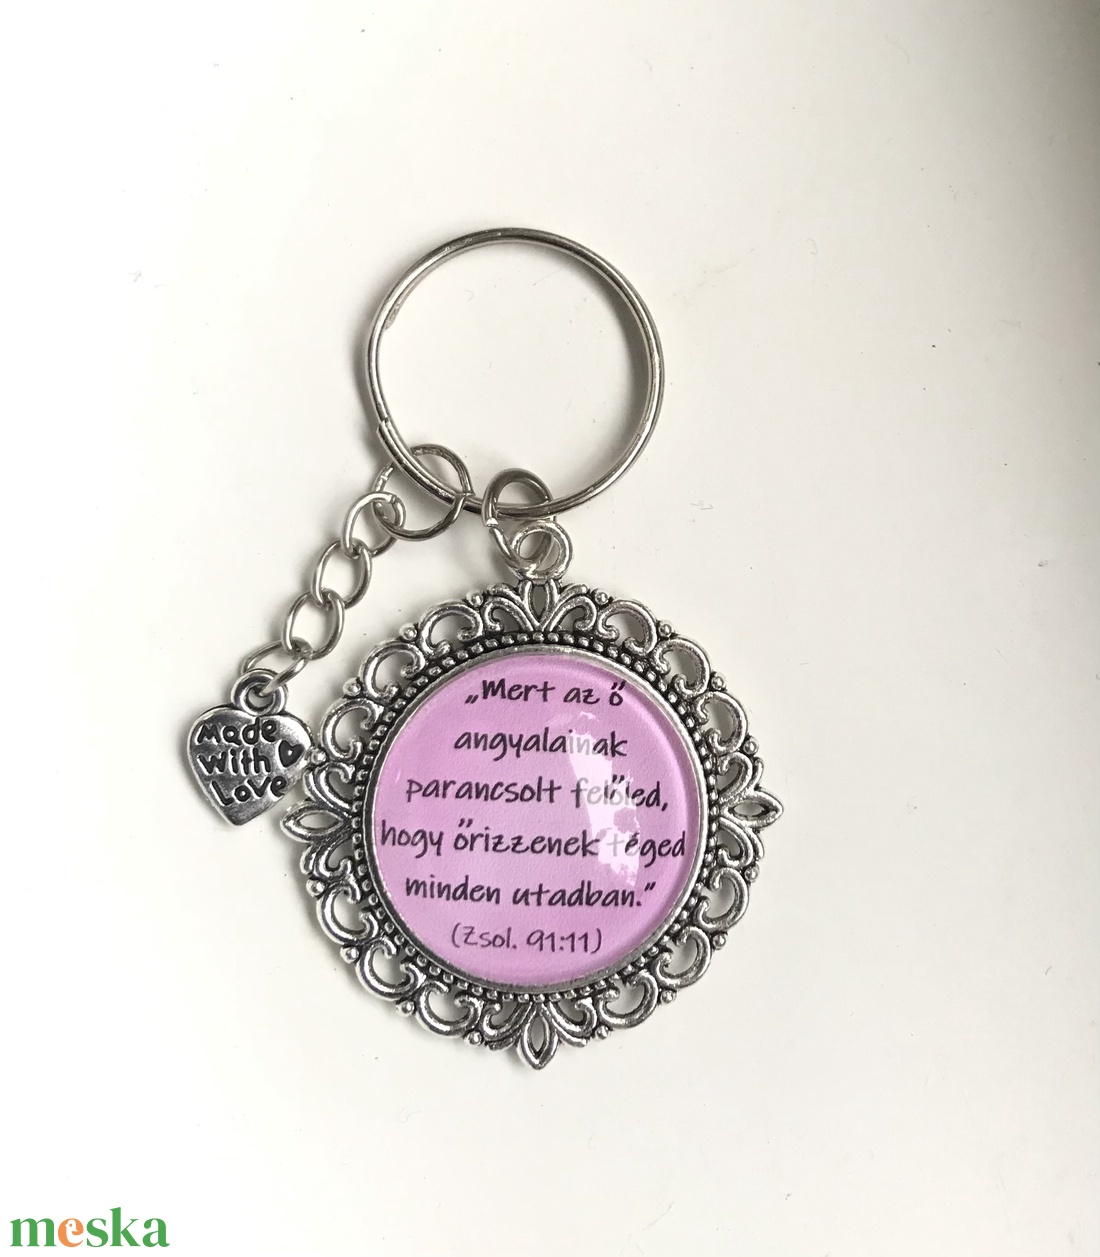 „Mert az ő
angyalainak
parancsolt felőled,
hogy őrizzenek téged
minden utadban."
(Zsol. 91:11)
Made
With
Love
meska